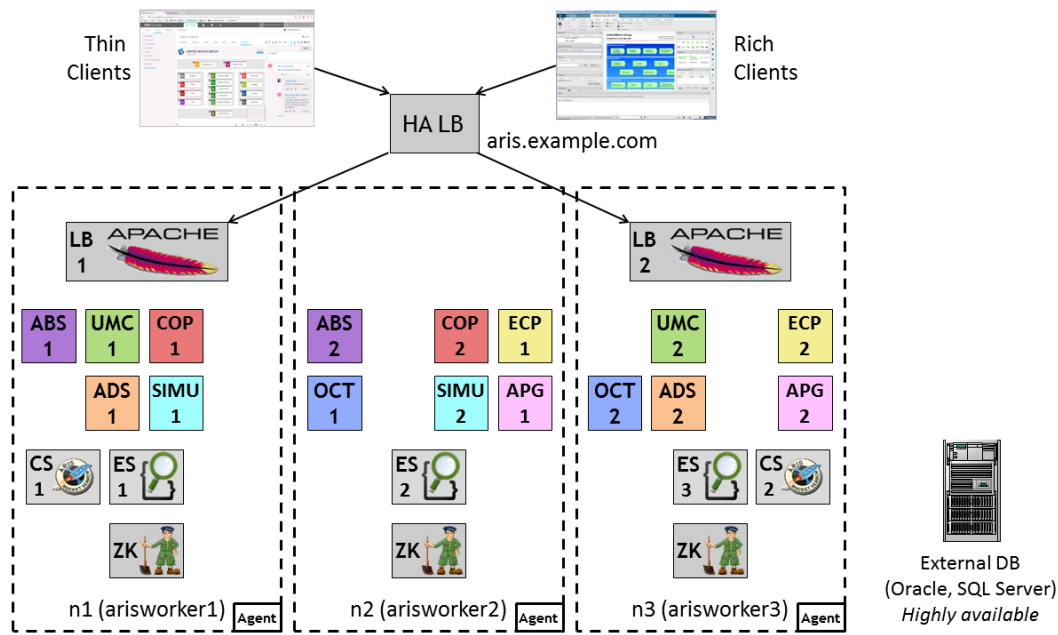 Thin
Clients
Rich
Clients
HA LB
aris.example.com
LB
1
APACHE
LB
2
APACHE
ABS
1
UMC
1
COP
1
ABS
2
COP
2
ECP
1
UMC
2
ECP
2
ADS
1
SIMU
1
OCT
1
SIMU
2
APG
1
OCT
2
ADS
2
APG
2
CS
1
ES
1
ES
2
ES
3
CS
2
ZK
ZK
ZK
n1 (arisworker1)
Agent
n2 (arisworker2)
Agent
n3 (arisworker3)
Agent
External DB
(Oracle, SQL Server)
Highly available